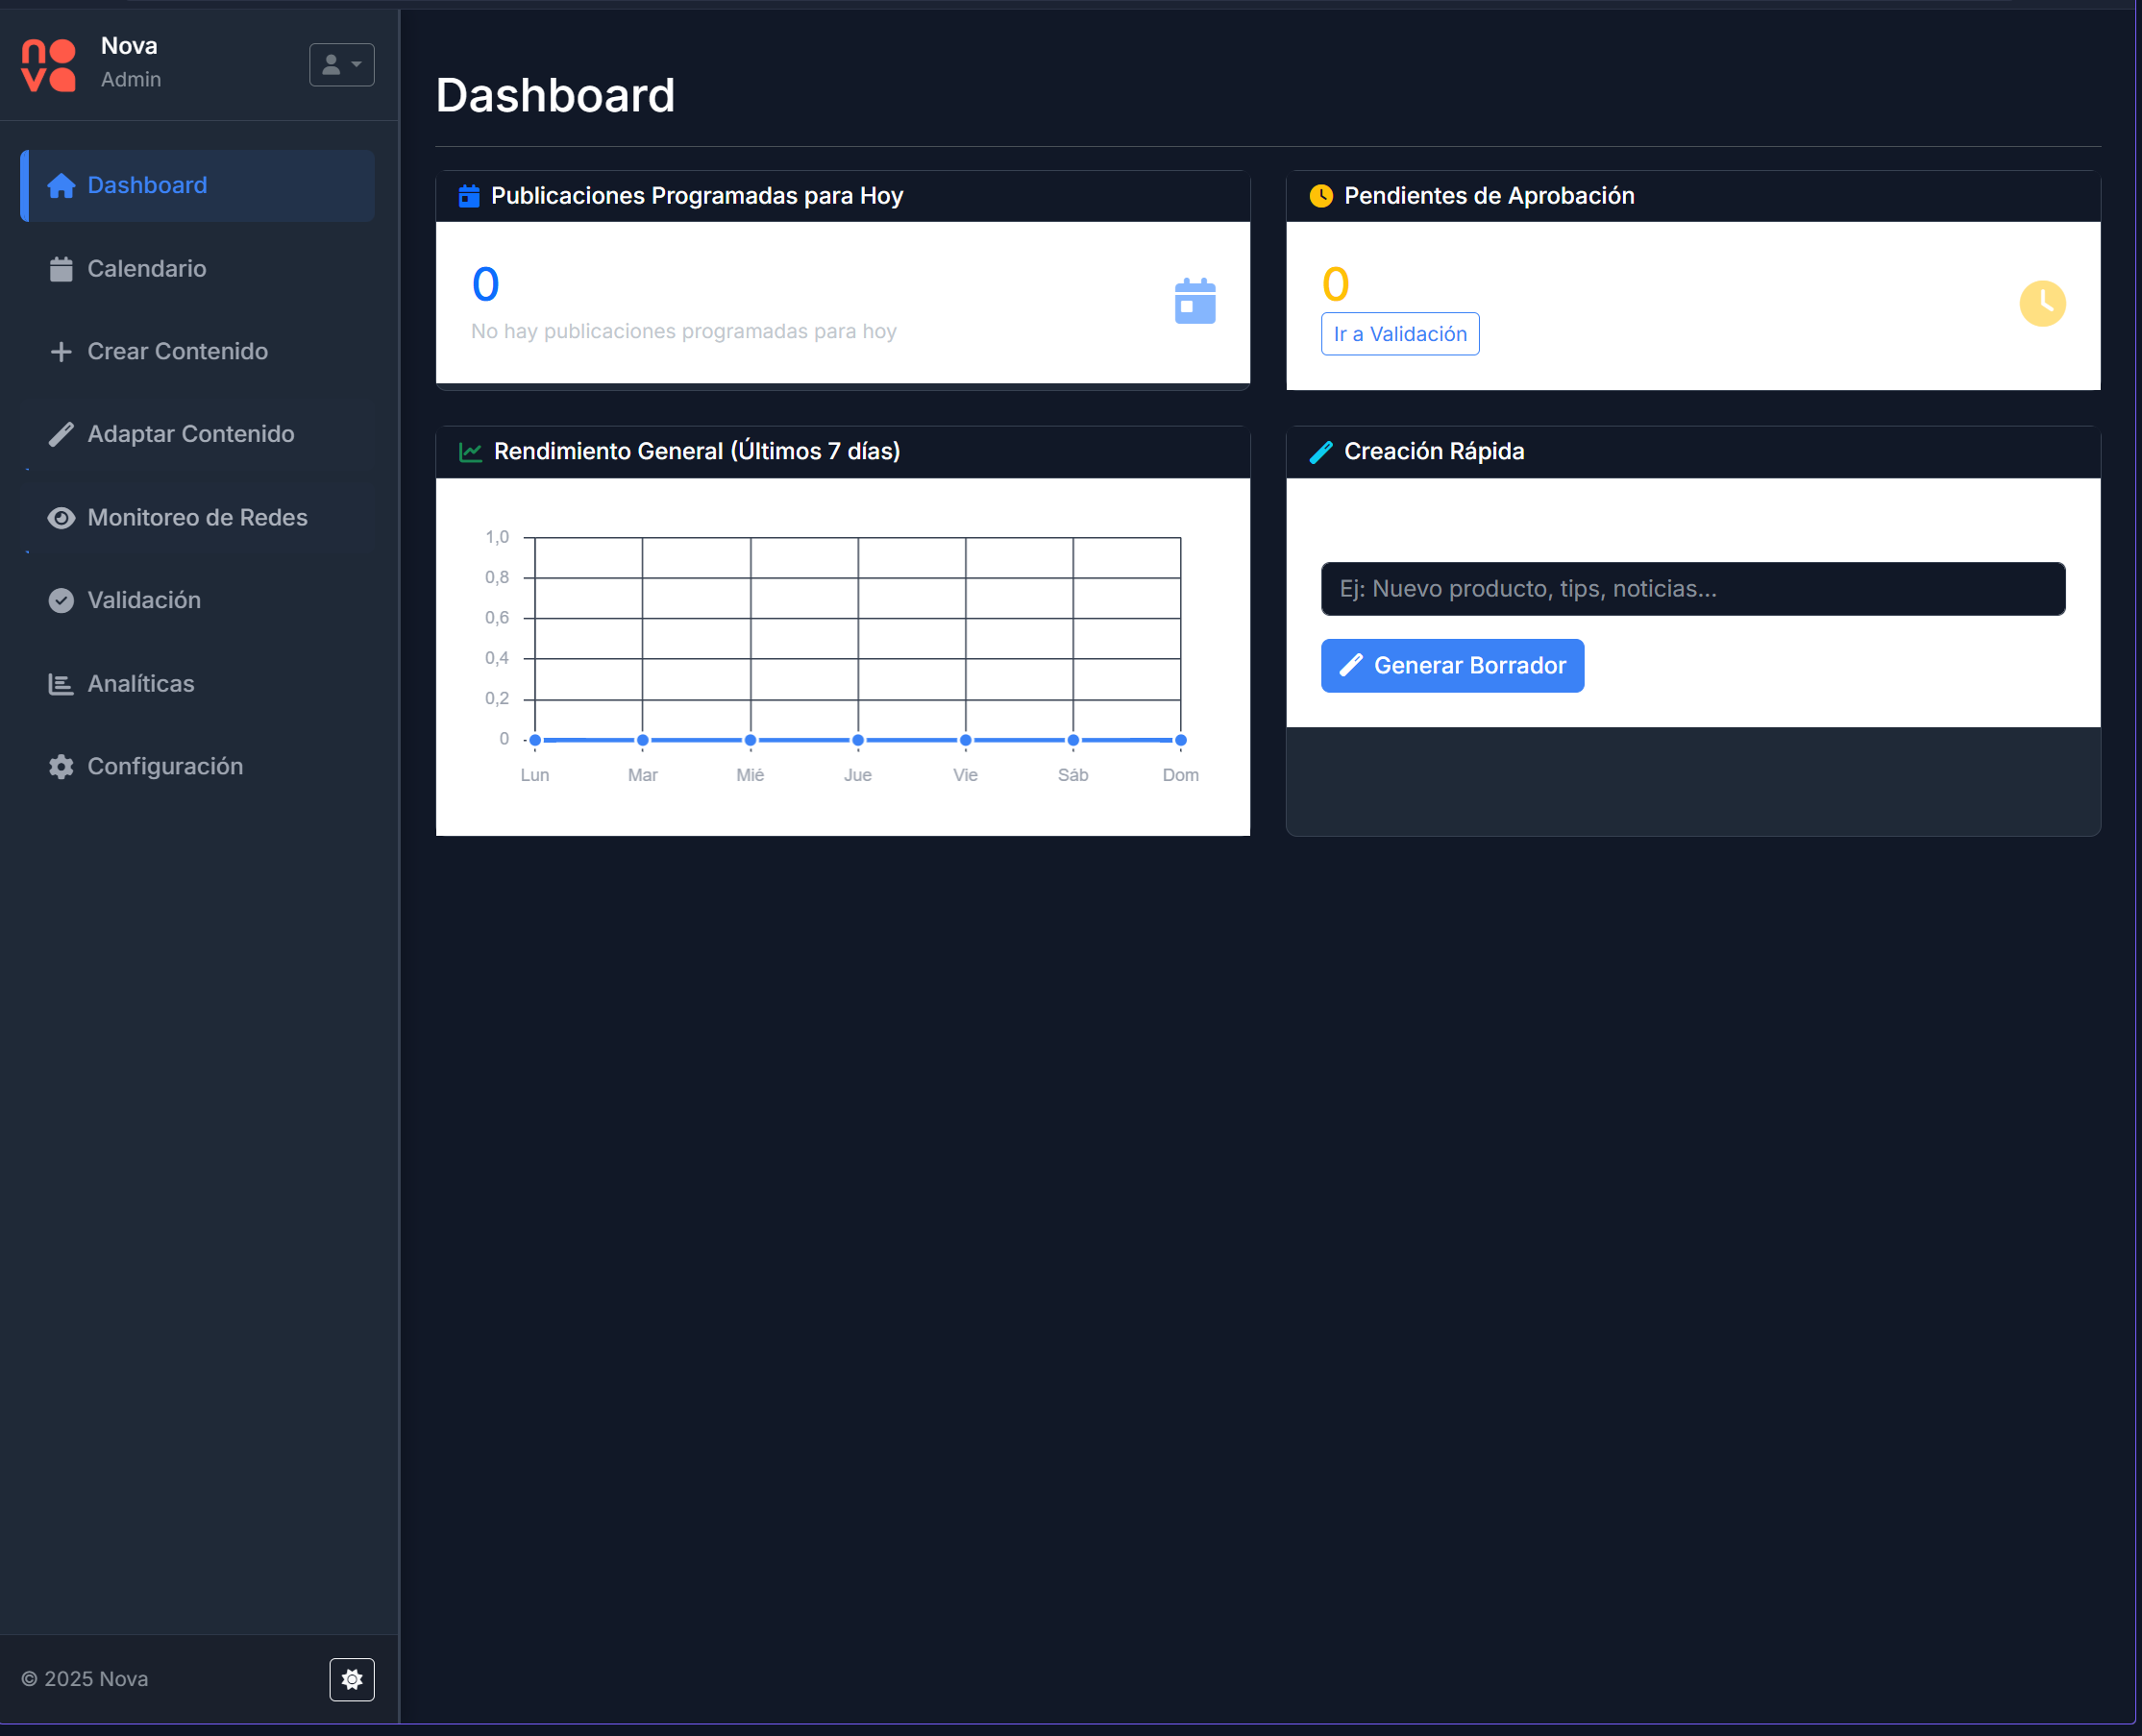 nova
Nova
Admin
Dashboard
Calendario
Crear Contenido
Adaptar Contenido
Monitoreo de Redes
Validación
Analíticas
Configuración
© 2025 Nova
Dashboard
Publicaciones Programadas para Hoy
0
No hay publicaciones programadas para hoy
Pendientes de Aprobación
0
Ir a Validación
Rendimiento General (Últimos 7 días)
1,0
0,8
0,6
0,4
0,2
0
Lun Mar Mié Jue Vie Sáb Dom
Creación Rápida
Ej: Nuevo producto, tips, noticias...
Generar Borrador